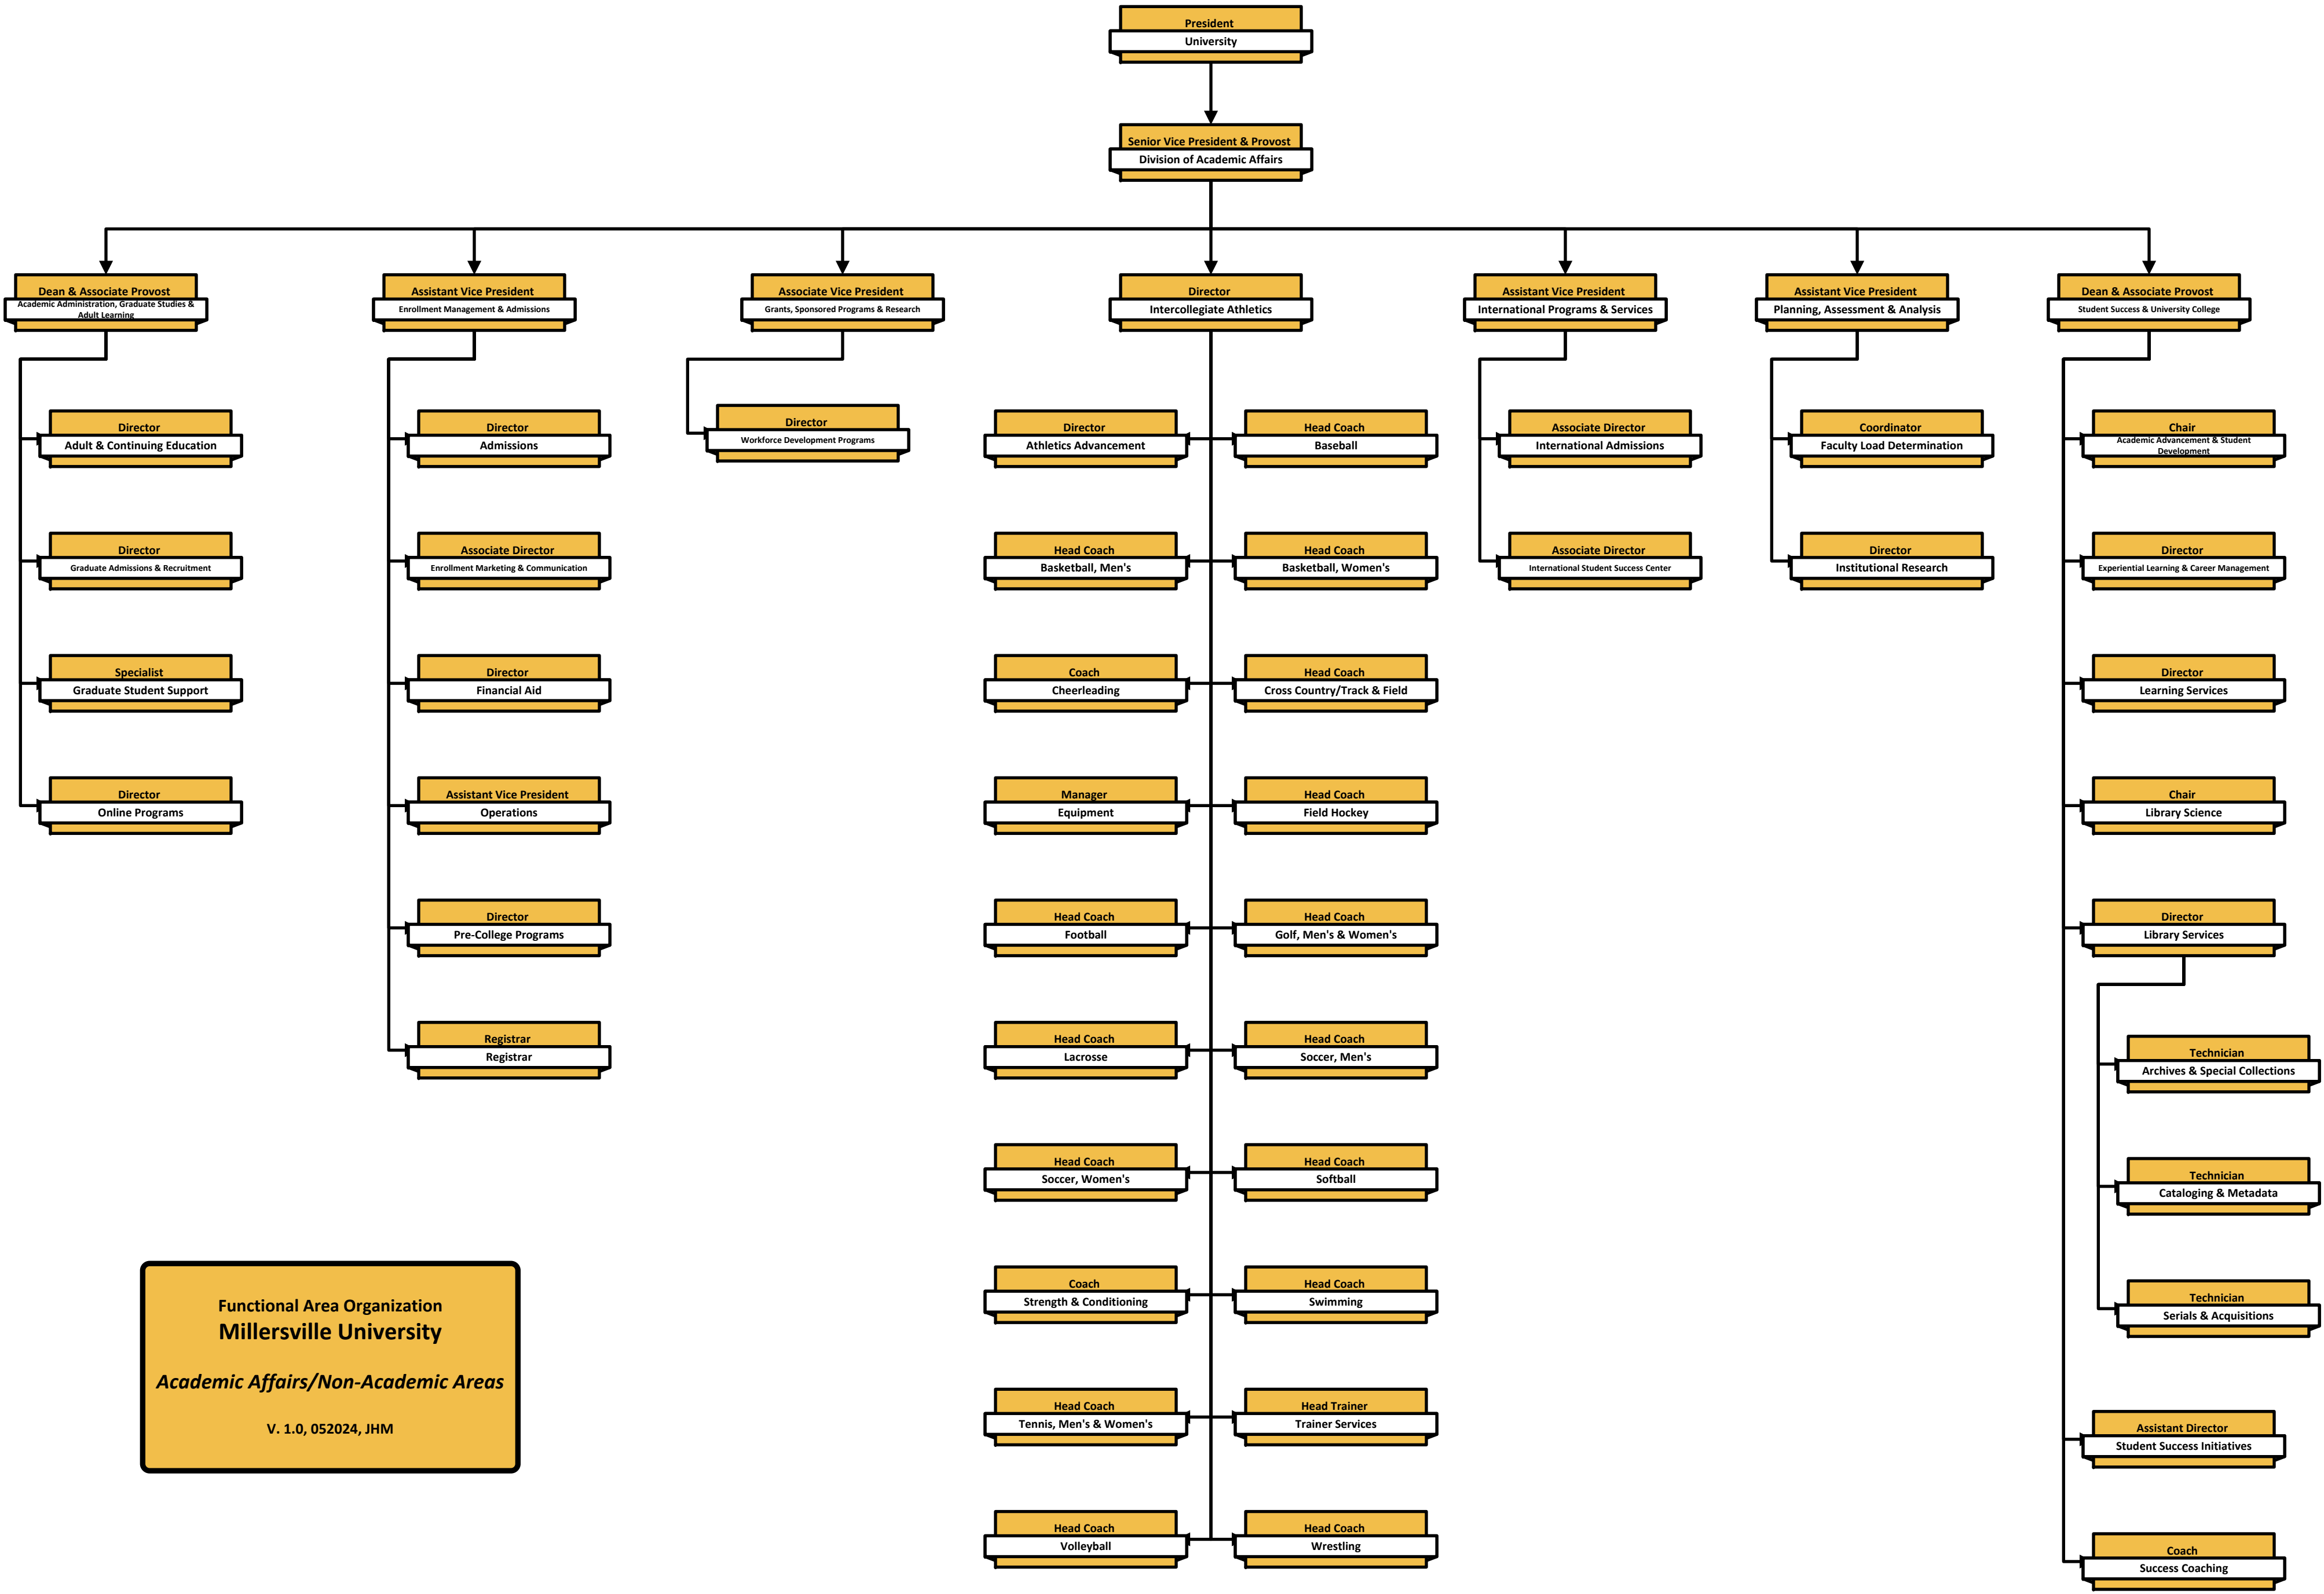 President
University
Senior Vice President & Provost
Division of Academic Affairs
Dean & Associate Provost
Academic Administration, Graduate Studies &
Adult Learning
Assistant Vice President
Enrollment Management & Admissions
Associate Vice President
Grants, Sponsored Programs & Research
Director
Intercollegiate Athletics
Assistant Vice President
International Programs & Services
Assistant Vice President
Planning, Assessment & Analysis
Dean & Associate Provost
Student Success & University College
Director
Adult & Continuing Education
Director
Graduate Admissions & Recruitment
Specialist
Graduate Student Support
Director
Online Programs
Director
Admissions
Associate Director
Enrollment Marketing & Communication
Director
Financial Aid
Assistant Vice President
Operations
Director
Pre-College Programs
Registrar
Registrar
Director
Workforce Development Programs
Director
Athletics Advancement
Head Coach
Baseball
Head Coach
Basketball, Men's
Head Coach
Basketball, Women's
Coach
Cheerleading
Head Coach
Cross Country/Track & Field
Manager
Equipment
Head Coach
Field Hockey
Head Coach
Football
Head Coach
Golf, Men's & Women's
Head Coach
Lacrosse
Head Coach
Soccer, Men's
Head Coach
Soccer, Women's
Head Coach
Softball
Coach
Strength & Conditioning
Head Coach
Swimming
Head Coach
Tennis, Men's & Women's
Head Trainer
Trainer Services
Head Coach
Volleyball
Head Coach
Wrestling
Associate Director
International Admissions
Associate Director
International Student Success Center
Coordinator
Faculty Load Determination
Director
Institutional Research
Chair
Academic Advancement & Student
Development
Director
Experiential Learning & Career Management
Director
Learning Services
Chair
Library Science
Director
Library Services
Technician
Archives & Special Collections
Technician
Cataloging & Metadata
Technician
Serials & Acquisitions
Assistant Director
Student Success Initiatives
Coach
Success Coaching
Functional Area Organization
Millersville University
Academic Affairs/Non-Academic Areas
V. 1.0, 052024, JHM